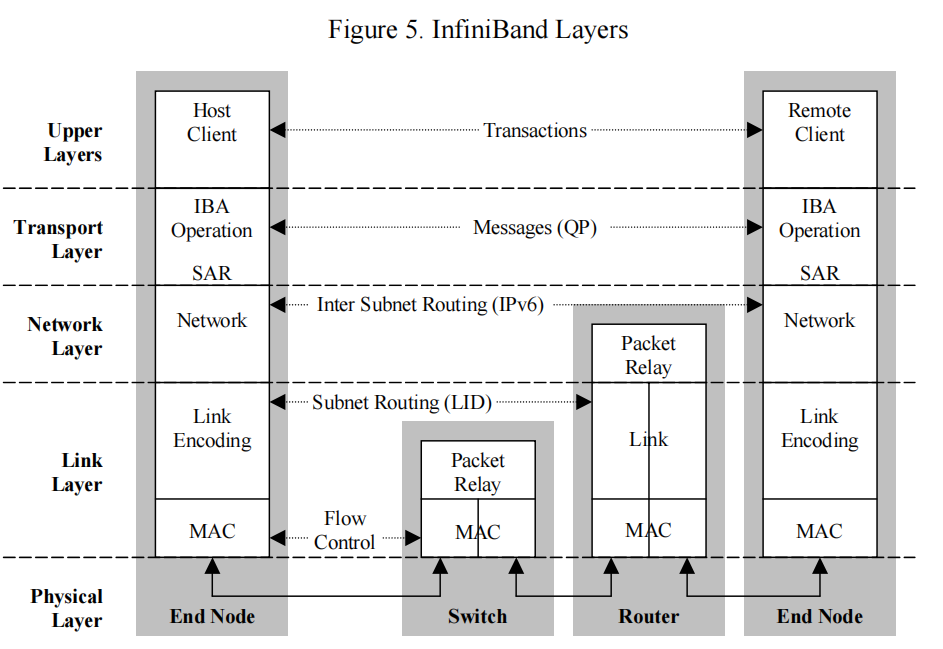 Figure 5. InfiniBand Layers
Upper
Layers
Host
Client
Transactions
Remote
Client
Transport
Layer
IBA
Operation
SAR
Messages (QP)
IBA
Operation
SAR
Network
Layer
Network
Inter Subnet Routing (IPv6)
Packet
Relay
Network
Link
Layer
Link
Encoding
Subnet Routing (LID)
Packet
Relay
Link
Link
Encoding
MAC
Flow
Control
MAC
MAC
MAC
Physical
Layer
End Node
Switch
Router
End Node